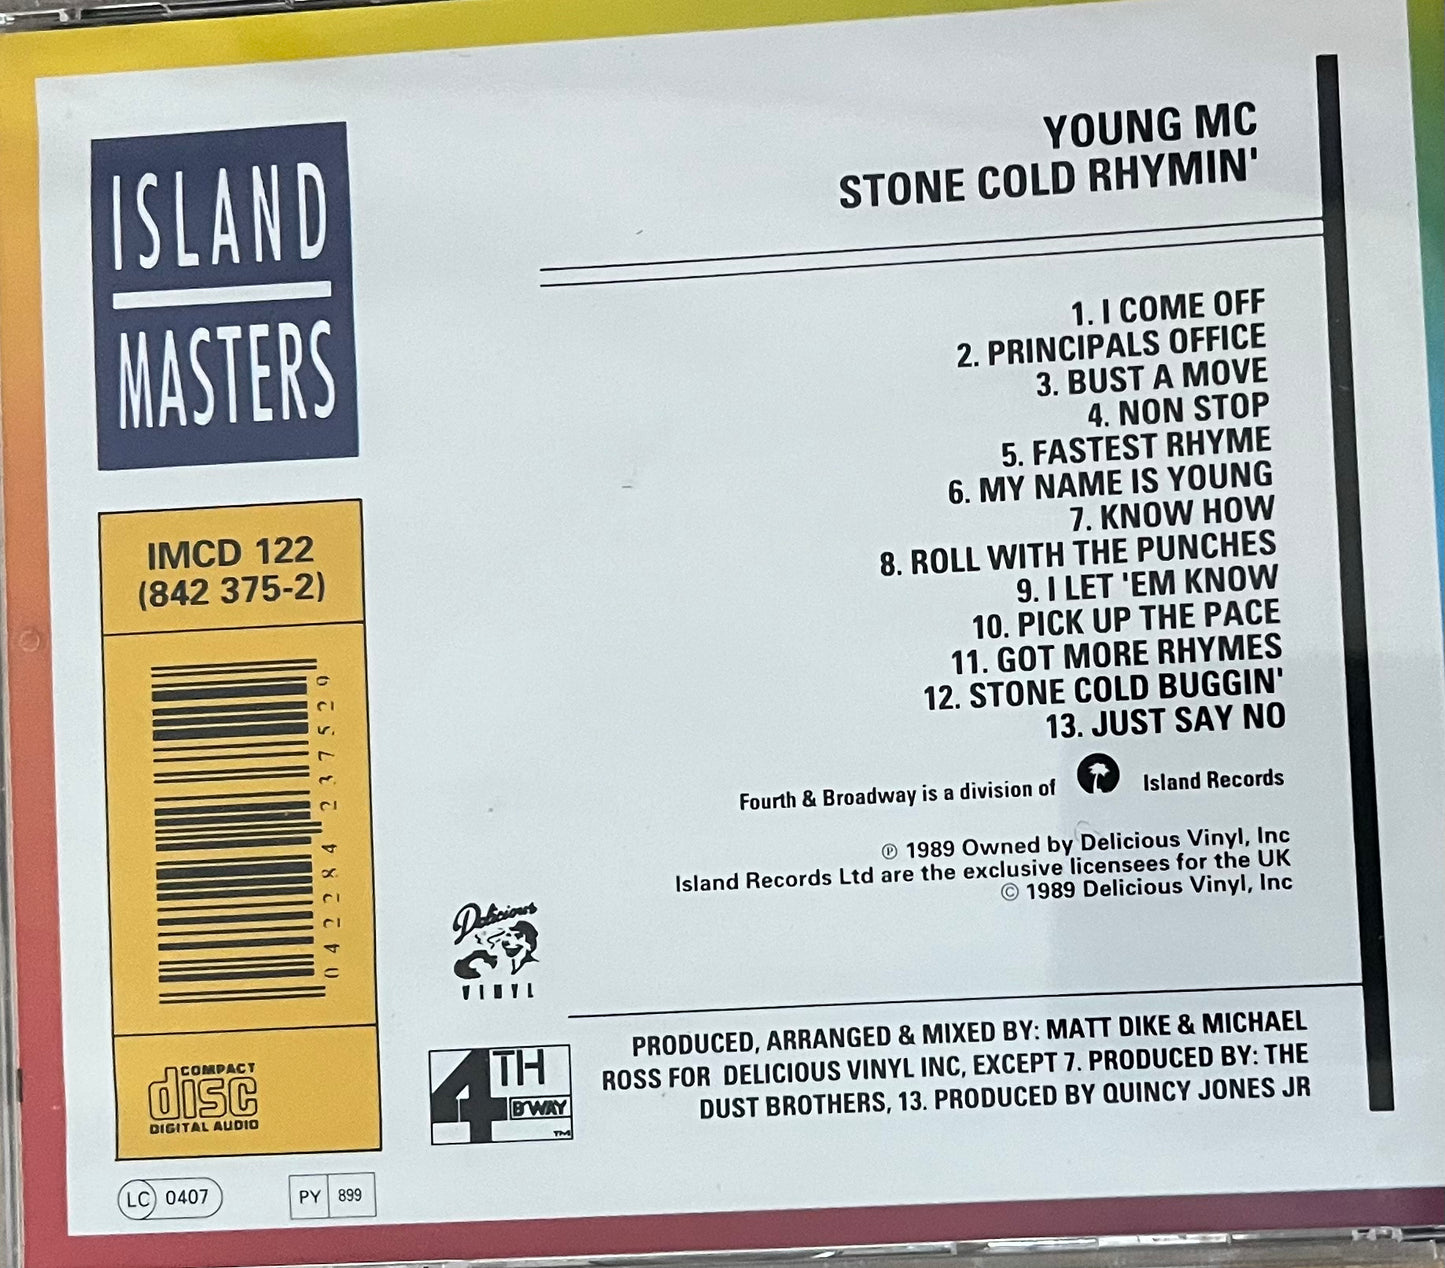 ISLAND
MASTERS
IMCD 122
(842 375-2)
0 42284 23752 9
COMPACT
disc
DIGITAL AUDIO
LC 0407
PY 899
YOUNG MC
STONE COLD RHYMIN'
1. I COME OFF
2. PRINCIPALS OFFICE
3. BUST A MOVE
4. NON STOP
5. FASTEST RHYME
6. MY NAME IS YOUNG
7. KNOW HOW
8. ROLL WITH THE PUNCHES
9. I LET 'EM KNOW
10. PICK UP THE PACE
11. GOT MORE RHYMES
12. STONE COLD BUGGIN'
13. JUST SAY NO
Fourth & Broadway is a division of Island Records
℗ 1989 Owned by Delicious Vinyl, Inc
Island Records Ltd are the exclusive licensees for the UK
© 1989 Delicious Vinyl, Inc
Delicious
VINYL
4TH
B'WAY
TM
PRODUCED, ARRANGED & MIXED BY: MATT DIKE & MICHAEL
ROSS FOR DELICIOUS VINYL INC, EXCEPT 7. PRODUCED BY: THE
DUST BROTHERS, 13. PRODUCED BY QUINCY JONES JR